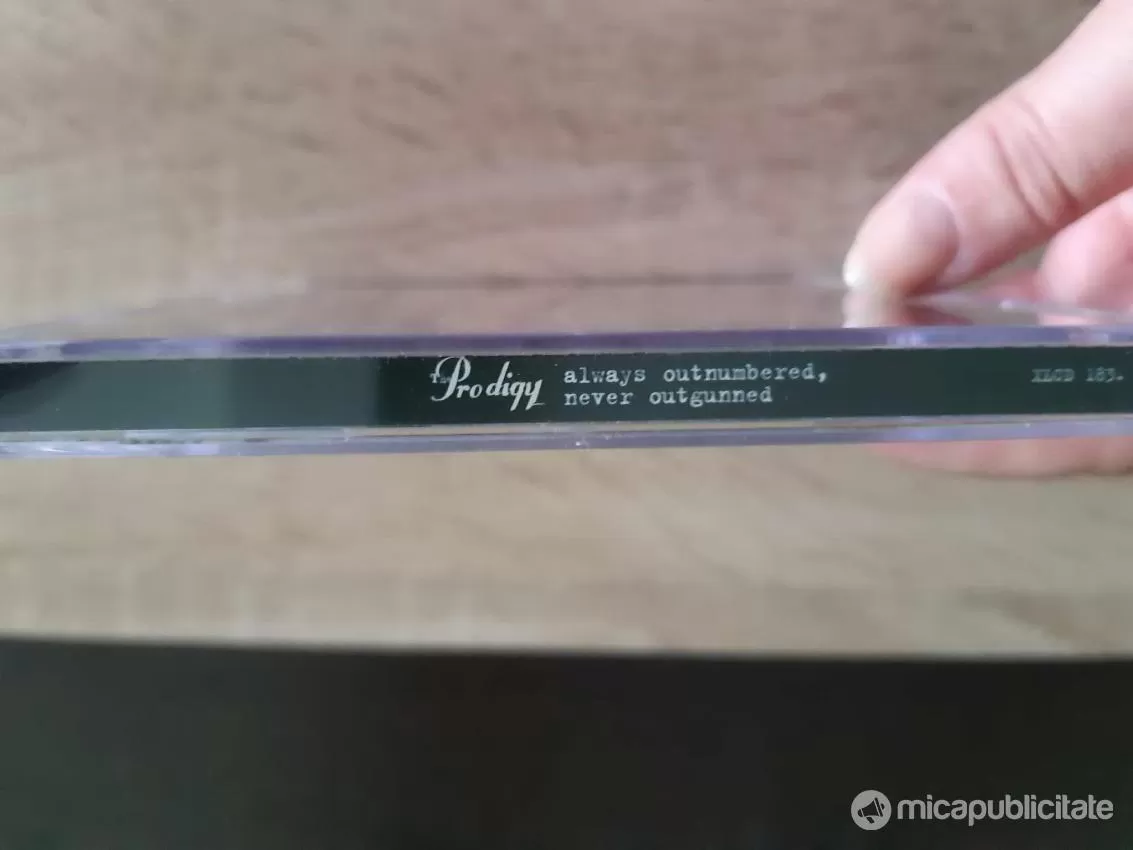 The Prodigy
always outnumbered,
never outgunned
XLCD 183.
micapublicitate